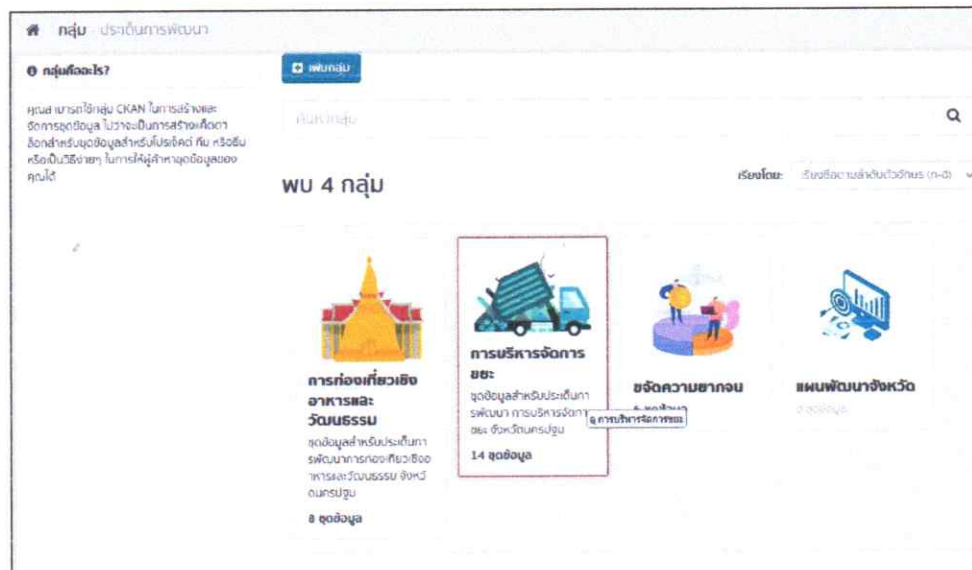 กลุ่ม ประเด็นการพัฒนา
กลุ่มคืออะไร?
คุณสามารถใช้กลุ่ม CKAN ในการสร้างและ
จัดการชุดข้อมูล ไม่ว่าจะเป็นการสร้างแค็ตตา
ล็อกสำหรับชุดข้อมูลสำหรับโปรเจ็คต์ ทีม หรือธีม
หรือเป็นวิธีง่ายๆ ในการให้ผู้ค้าหาชุดข้อมูลของ
คุณได้
เพิ่มกลุ่ม
ค้นหากลุ่ม
พบ 4 กลุ่ม
เรียงโดย: เรียงชื่อตามลำดับตัวอักษร (ก-ฮ)
การท่องเที่ยวเชิง
อาหารและ
วัฒนธรรม
ชุดข้อมูลสำหรับประเด็นกา
รพัฒนาการท่องเที่ยวเชิงอ
าหารและวัฒนธรรม จังหวั
ดนครปฐม
8 ชุดข้อมูล
การบริหารจัดการ
ขยะ
ชุดข้อมูลสำหรับประเด็นกา
รพัฒนา การบริหารจัดกา
ขยะ จังหวัดนครปฐม
14 ชุดข้อมูล
ดู การบริหารจัดการขยะ
ขจัดความยากจน
ชุดข้อมูล
แผนพัฒนาจังหวัด
0 ชุดข้อมูล